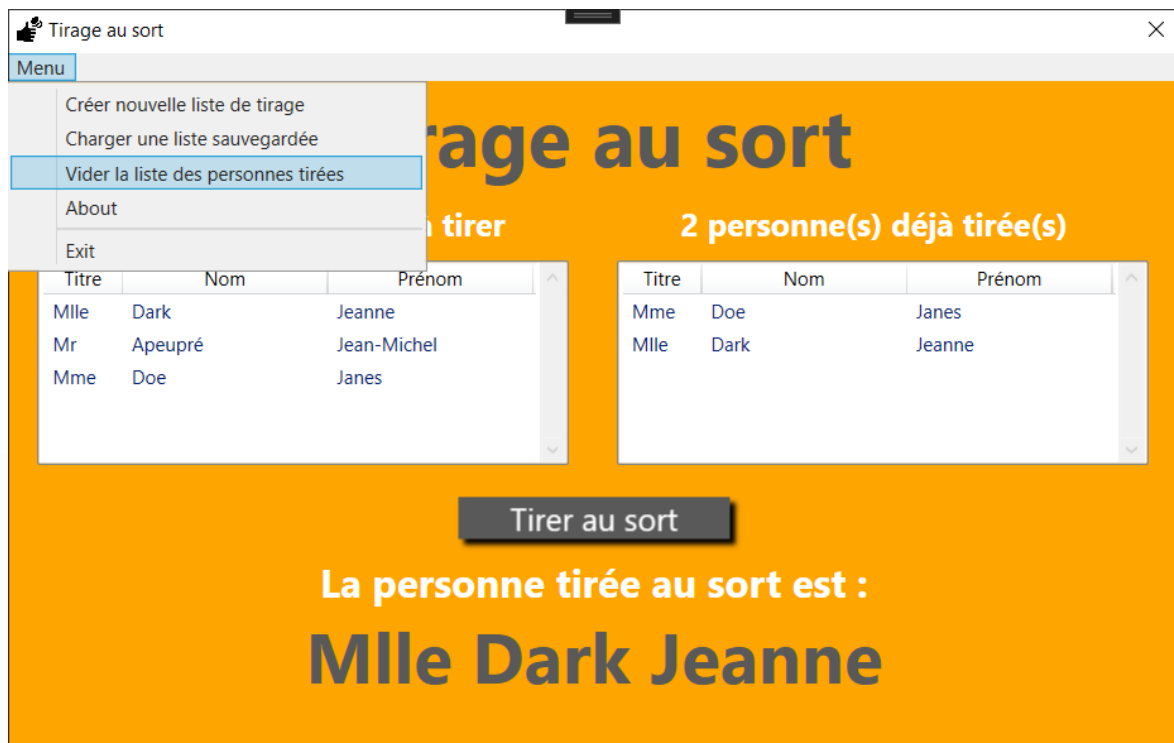 Tirage au sort
Menu
Créer nouvelle liste de tirage
Charger une liste sauvegardée
Vider la liste des personnes tirées
About
Exit
rage au sort
à tirer
2 personne(s) déjà tirée(s)
Titre Nom Prénom
Mlle Dark Jeanne
Mr Apeupré Jean-Michel
Mme Doe Janes
Titre Nom Prénom
Mme Doe Janes
Mlle Dark Jeanne
Tirer au sort
La personne tirée au sort est :
Mlle Dark Jeanne